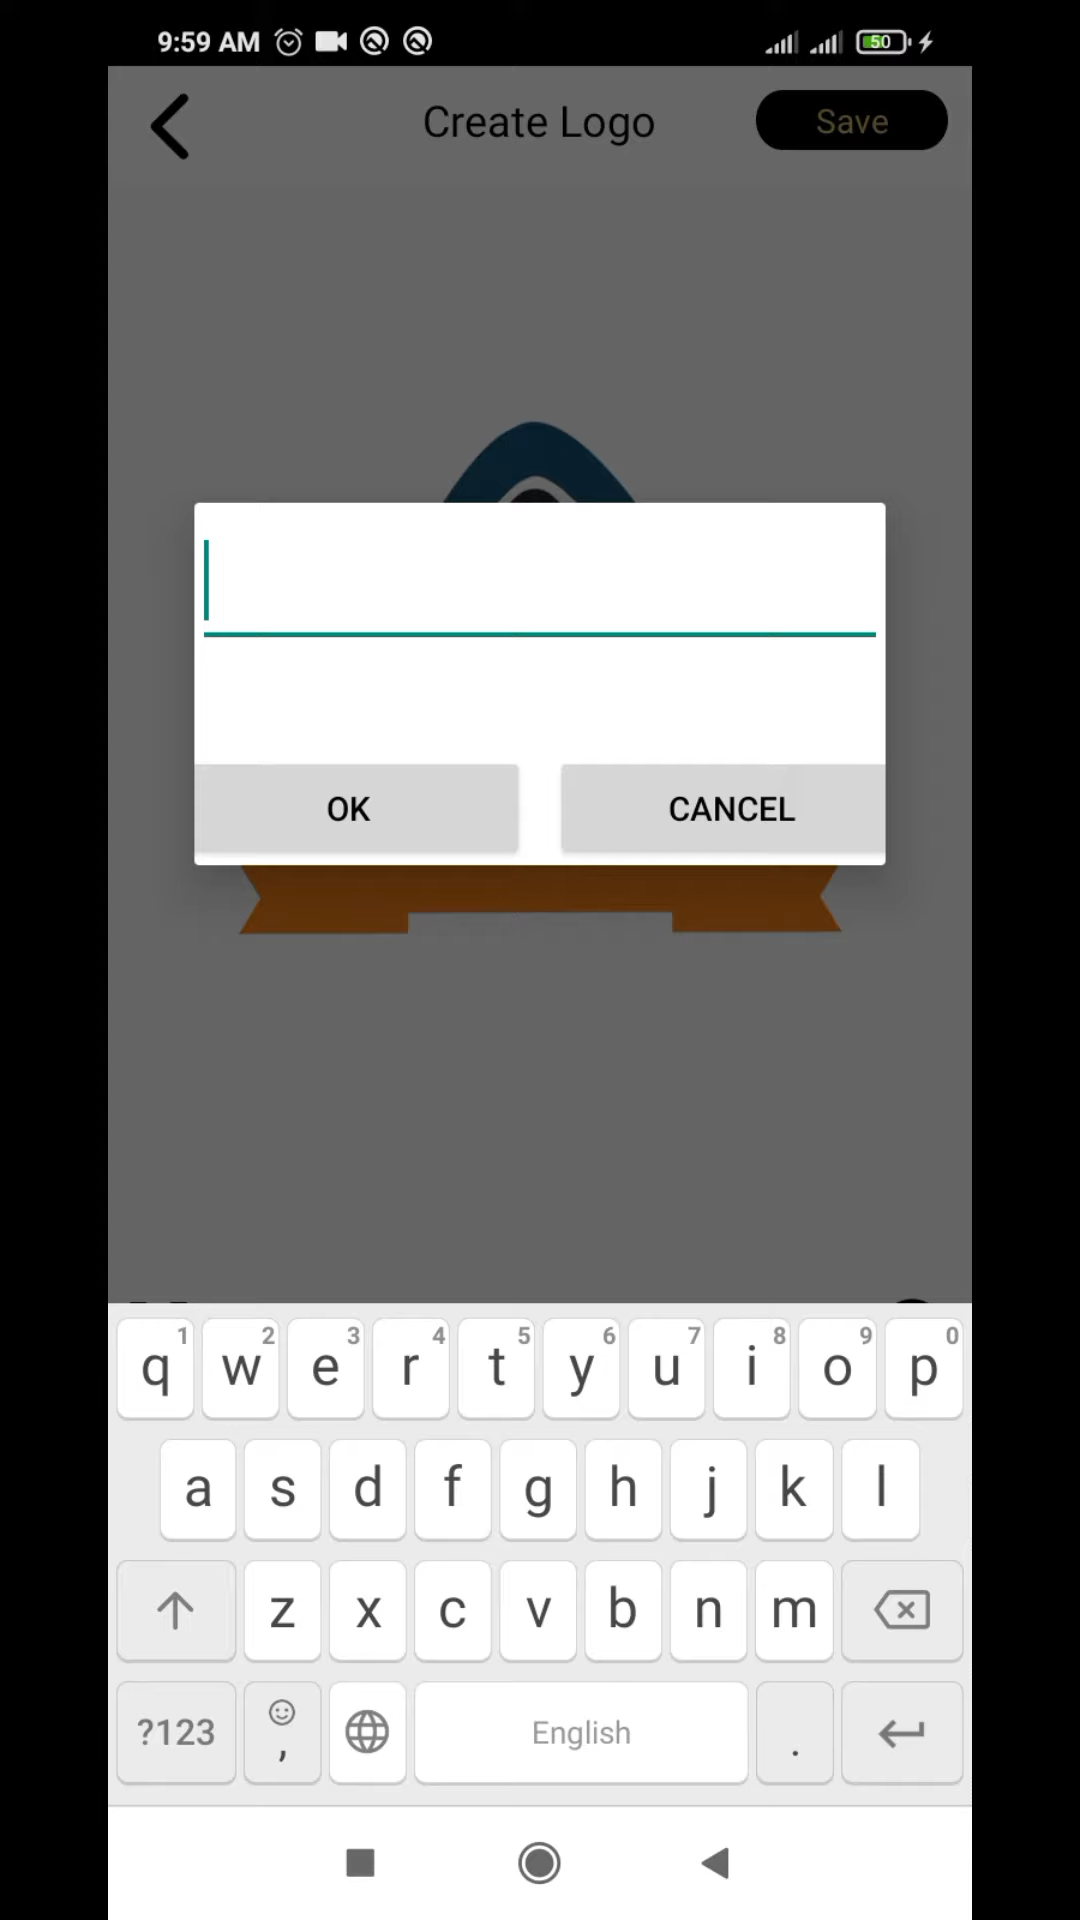 9:59 AM 50
Create Logo Save
OK CANCEL
1 2 3 4 5 6 7 8 9 0
q w e r t y u i o p
a s d f g h j k l
z x c v b n m
?123 , English .